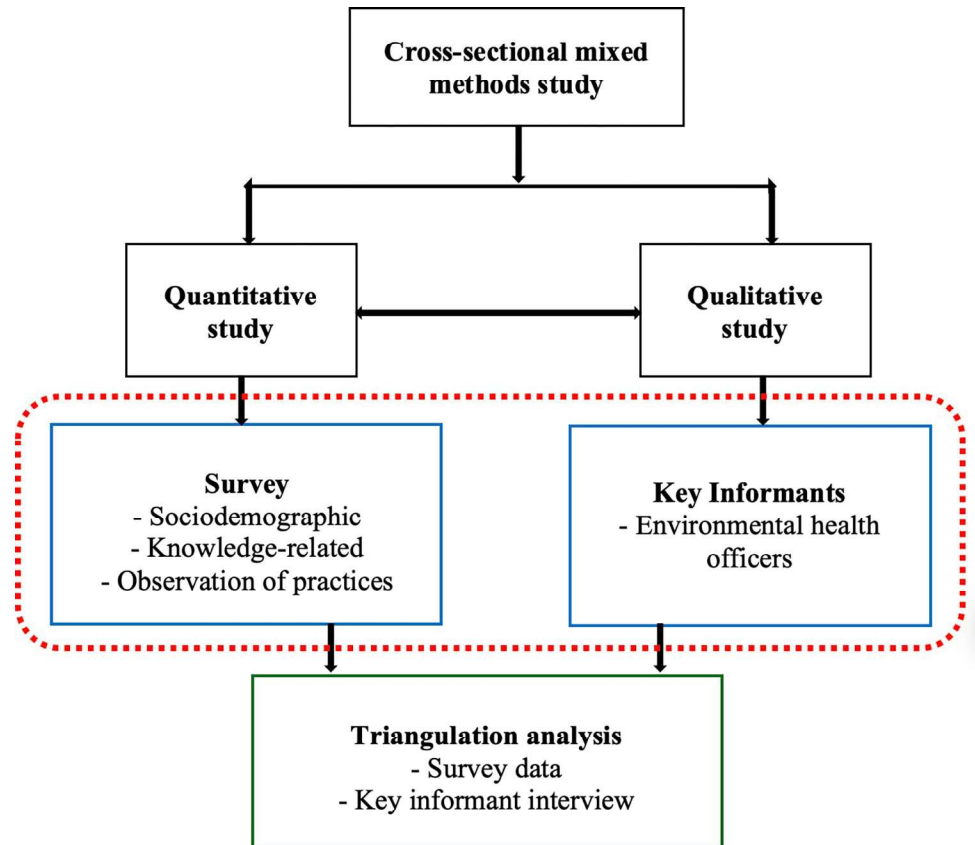 Cross-sectional mixed
methods study
Quantitative
study
Qualitative
study
Survey
- Sociodemographic
- Knowledge-related
- Observation of practices
Key Informants
- Environmental health
officers
Triangulation analysis
- Survey data
- Key informant interview